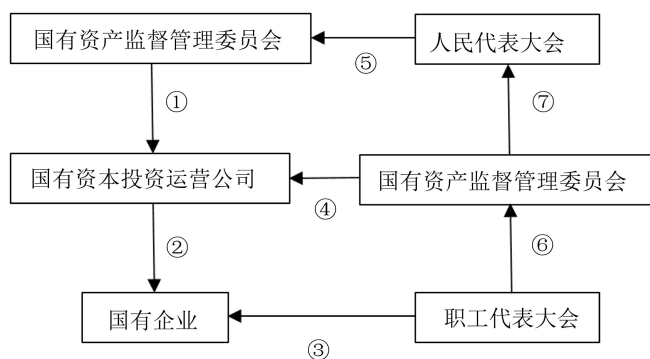 国有资产监督管理委员会
人民代表大会
⑤
①
⑦
国有资本投资运营公司
国有资产监督管理委员会
④
②
⑥
国有企业
职工代表大会
③